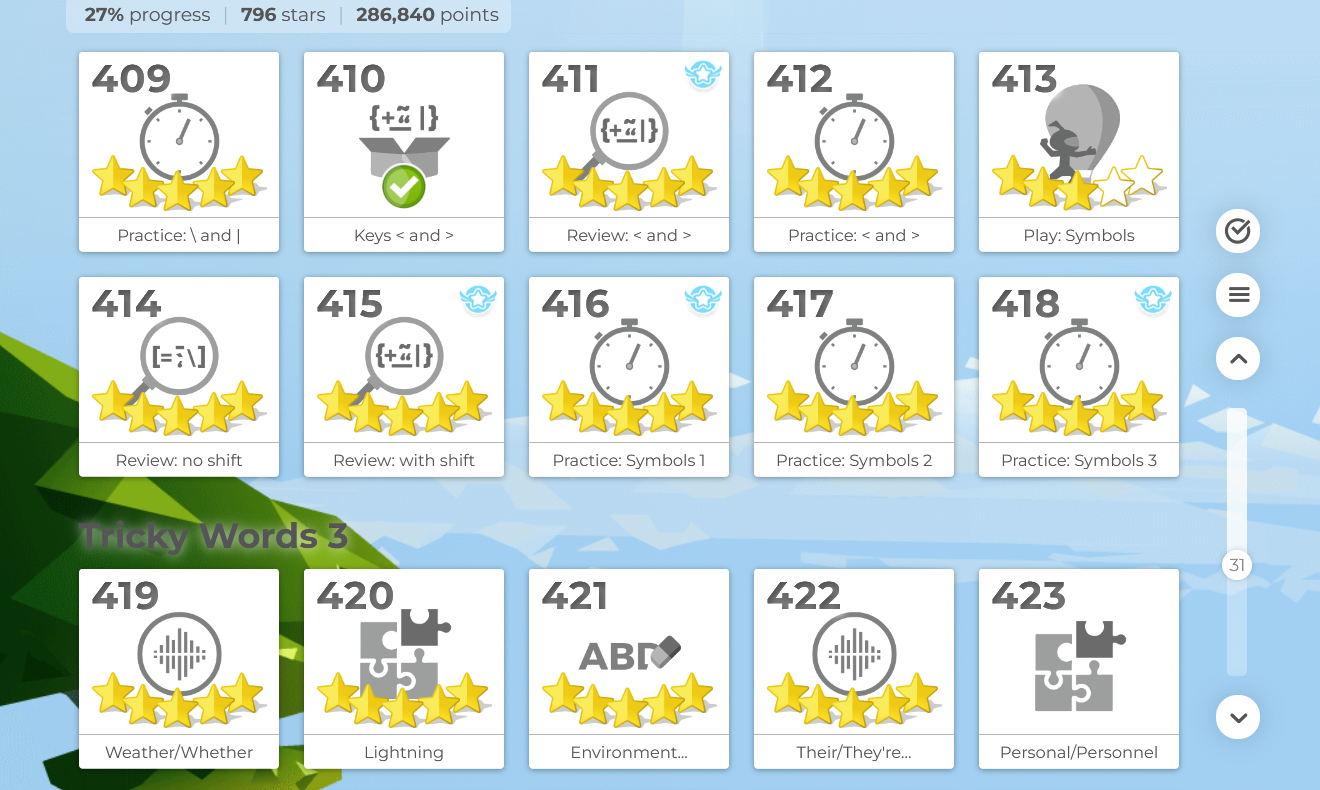 27% progress | 796 stars | 286,840 points
409 410 411 412 413
{+~_“|} {+~_“|}
Practice: \ and | Keys < and > Review: < and > Practice: < and > Play: Symbols
414 415 416 417 418
{+~_“|}
Review: no shift Review: with shift Practice: Symbols 1 Practice: Symbols 2 Practice: Symbols 3
Tricky Words 3
31
419 420 421 422 423
ABD
Weather/Whether Lightning Environment... Their/They're... Personal/Personnel